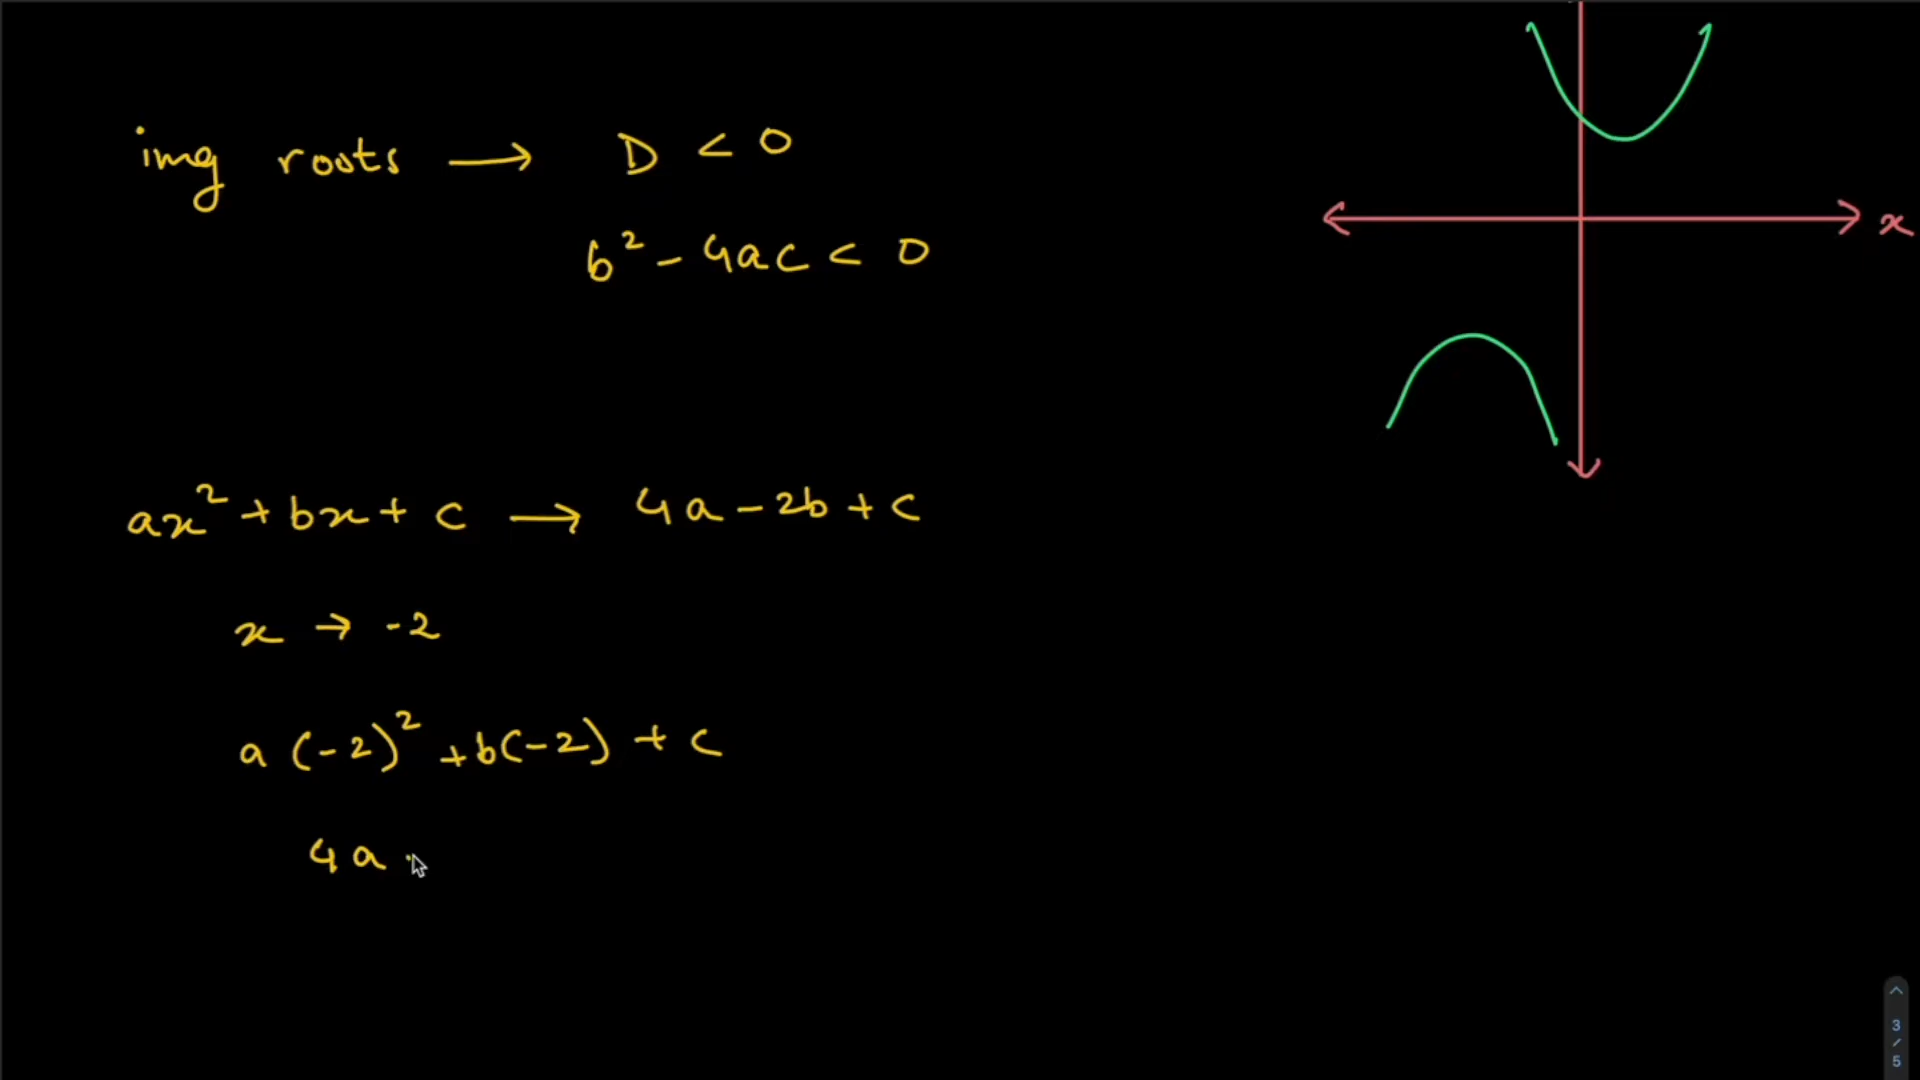 img roots → D < 0
b² - 4ac < 0
x
ax² + bx + c → 4a - 2b + c
x → -2
a (-2)² + b(-2) + c
4a
3
/
5